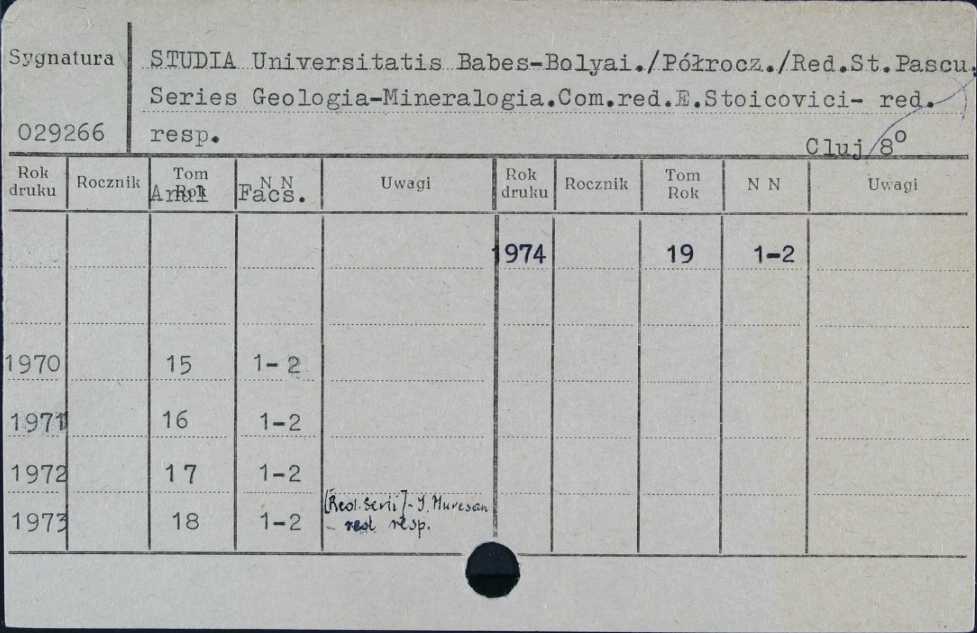 Sygnatura
029266
STUDIA Universitatis Babes-Bolyai./Półrocz./Red.St.Pascu.
Series Geologia-Mineralogia.Com.red.E.Stoicovici- red.
resp.
Cluj 8°
Rok druku Rocznik Tom Rok N N Uwagi Rok druku Rocznik Tom Rok N N Uwagi
Anul Facs.
1974 19 1-2
1970 15 1-2
1971 16 1-2
1972 17 1-2
1973 18 1-2
[Red. Serii]- I. Muresan
- red resp.